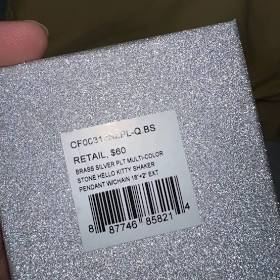 RETAIL, $60
BRASS SILVER PLT MULTI-COLOR
STONE HELLO KITTY SHAKER
PENDANT W/CHAIN 18"+2" EXT
8 87746 85821 4